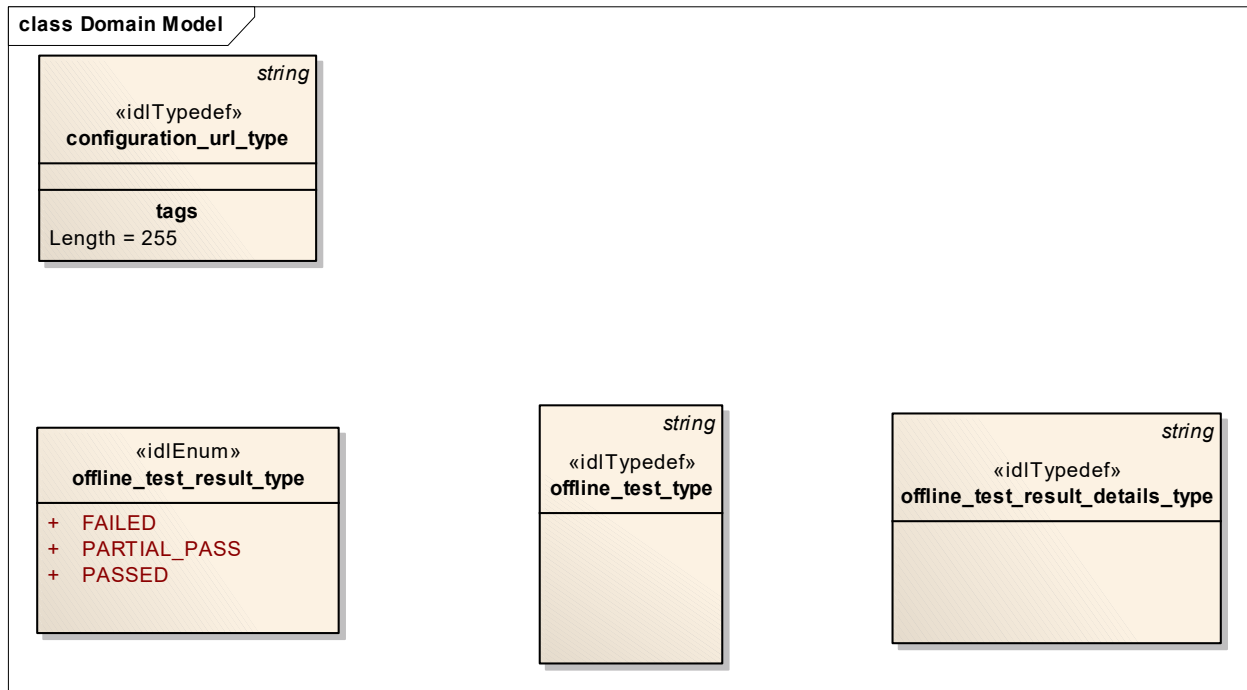 class Domain Model
string
«idlTypedef»
configuration_url_type
tags
Length = 255
«idlEnum»
offline_test_result_type
+ FAILED
+ PARTIAL_PASS
+ PASSED
string
«idlTypedef»
offline_test_type
string
«idlTypedef»
offline_test_result_details_type